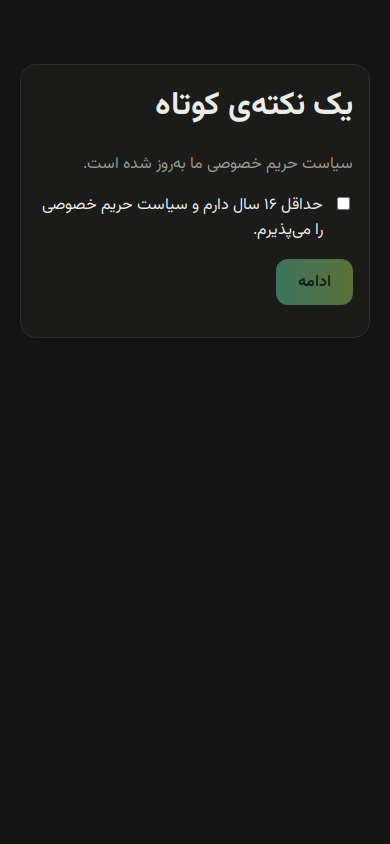 یک نکته‌ی کوتاه
سیاست حریم خصوصی ما به‌روز شده است.
حداقل ۱۶ سال دارم و سیاست حریم خصوصی
را می‌پذیرم.
ادامه